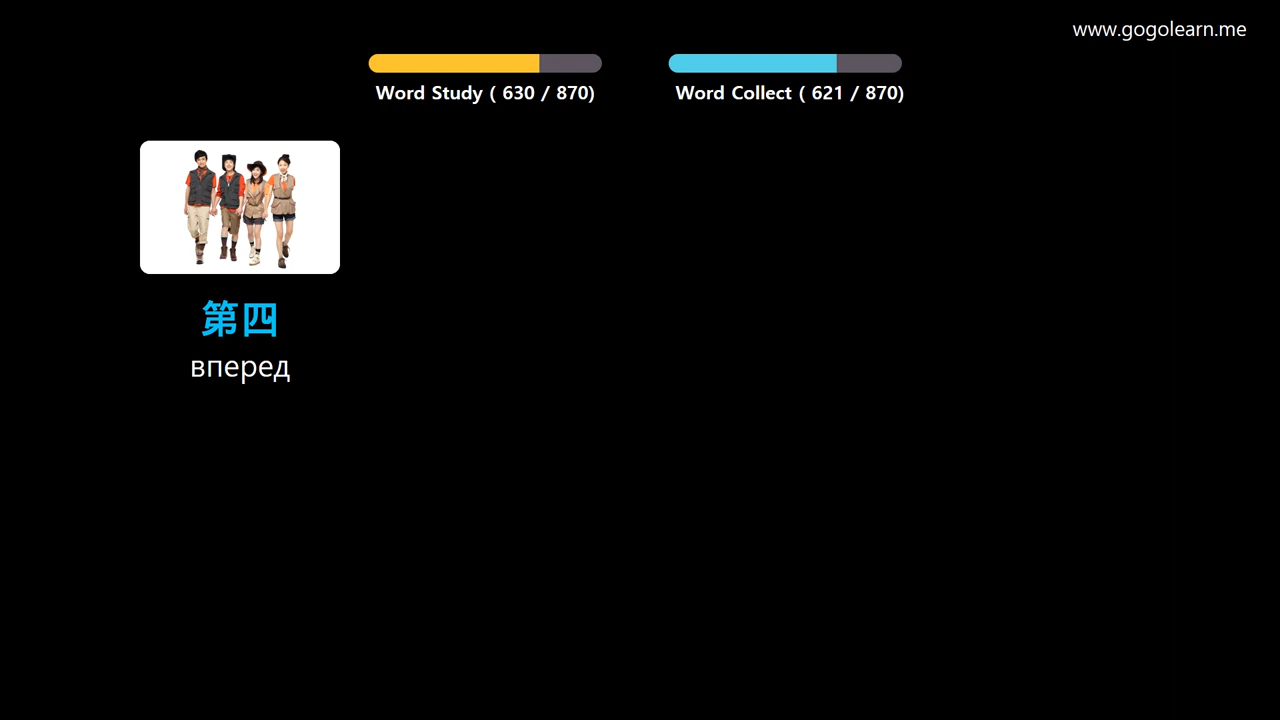 www.gogolearn.me
Word Study ( 630 / 870)
Word Collect ( 621 / 870)
第四
вперед